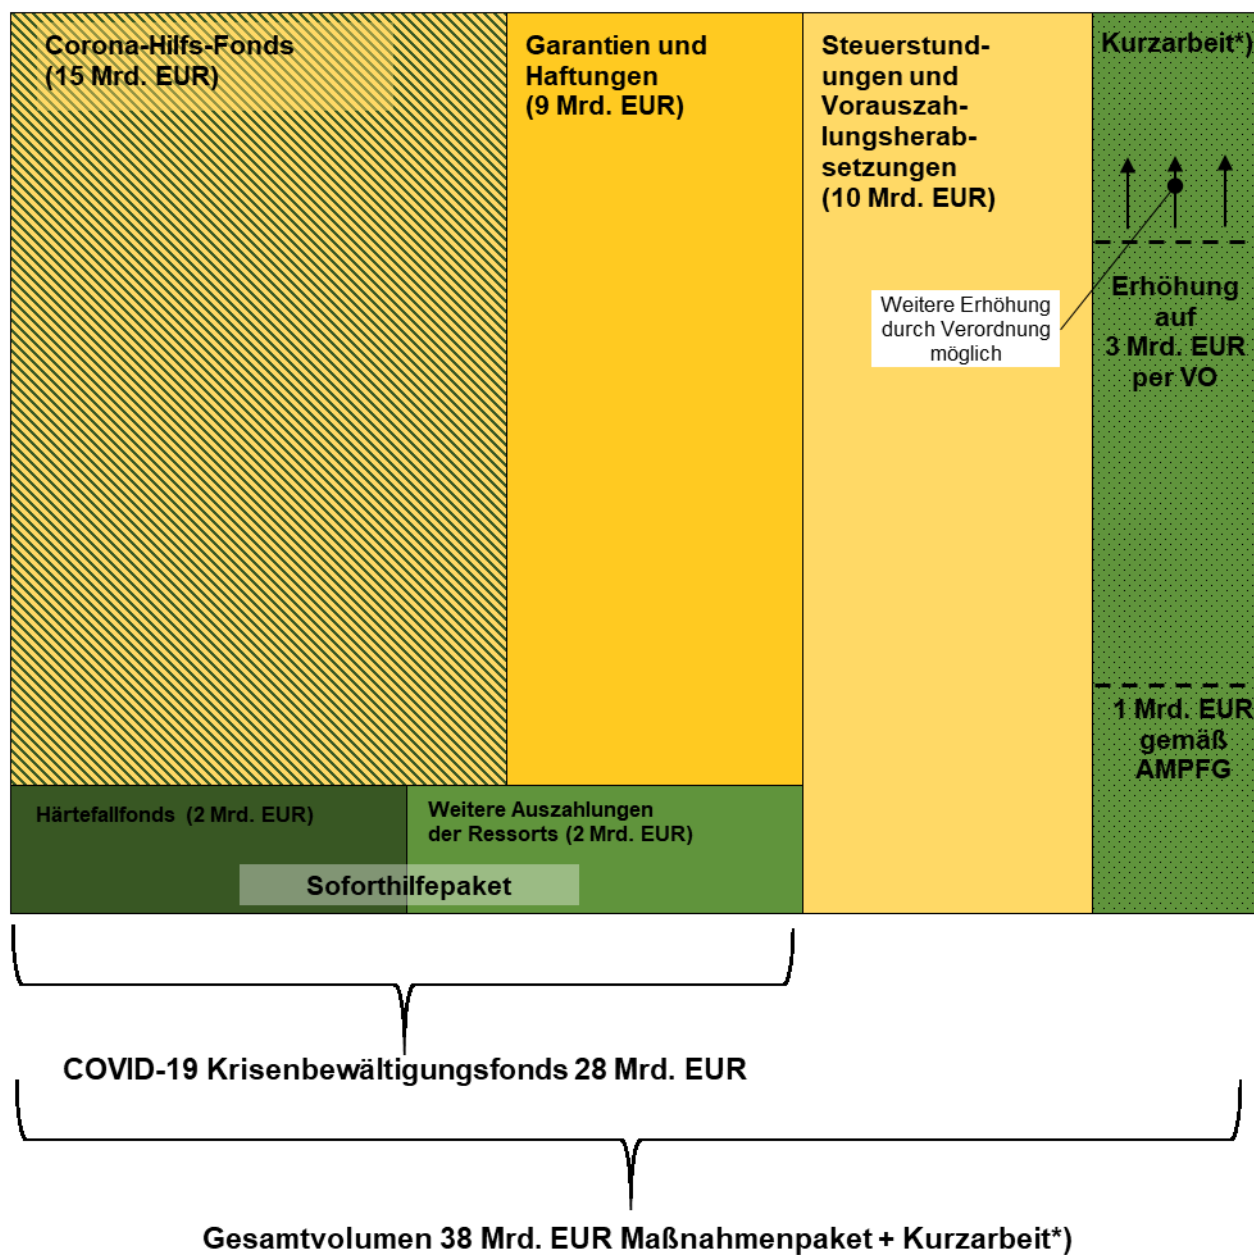 Corona-Hilfs-Fonds
(15 Mrd. EUR)
Garantien und
Haftungen
(9 Mrd. EUR)
Steuerstund-
ungen und
Vorauszah-
lungsherab-
setzungen
(10 Mrd. EUR)
Kurzarbeit*)
Weitere Erhöhung
durch Verordnung
möglich
Erhöhung
auf
3 Mrd. EUR
per VO
1 Mrd. EUR
gemäß
AMPFG
Härtefallfonds (2 Mrd. EUR)
Weitere Auszahlungen
der Ressorts (2 Mrd. EUR)
Soforthilfepaket
COVID-19 Krisenbewältigungsfonds 28 Mrd. EUR
Gesamtvolumen 38 Mrd. EUR Maßnahmenpaket + Kurzarbeit*)